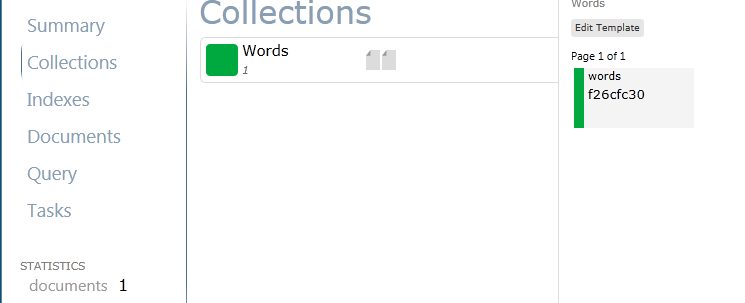 Summary
Collections
Indexes
Documents
Query
Tasks
STATISTICS
documents 1
Collections
Words
1
Words
Edit Template
Page 1 of 1
words
f26cfc30